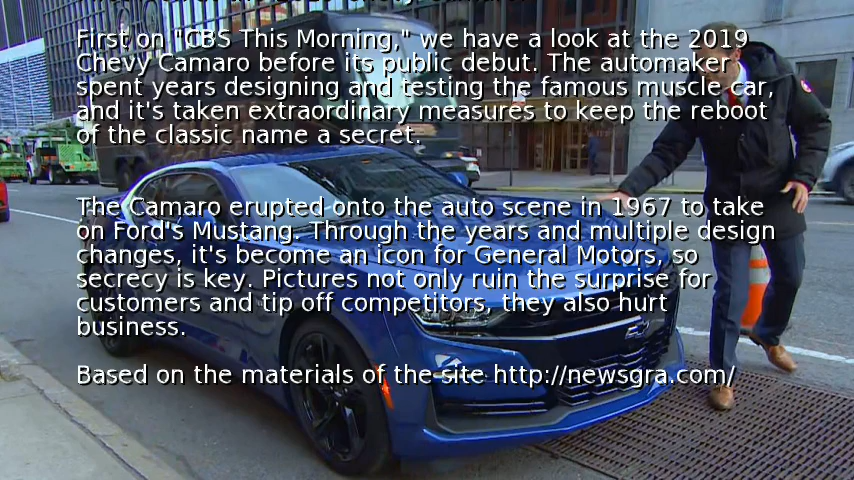 First on "CBS This Morning," we have a look at the 2019
Chevy Camaro before its public debut. The automaker
spent years designing and testing the famous muscle car,
and it's taken extraordinary measures to keep the reboot
of the classic name a secret.
The Camaro erupted onto the auto scene in 1967 to take
on Ford's Mustang. Through the years and multiple design
changes, it's become an icon for General Motors, so
secrecy is key. Pictures not only ruin the surprise for
customers and tip off competitors, they also hurt
business.
Based on the materials of the site http://newsgra.com/